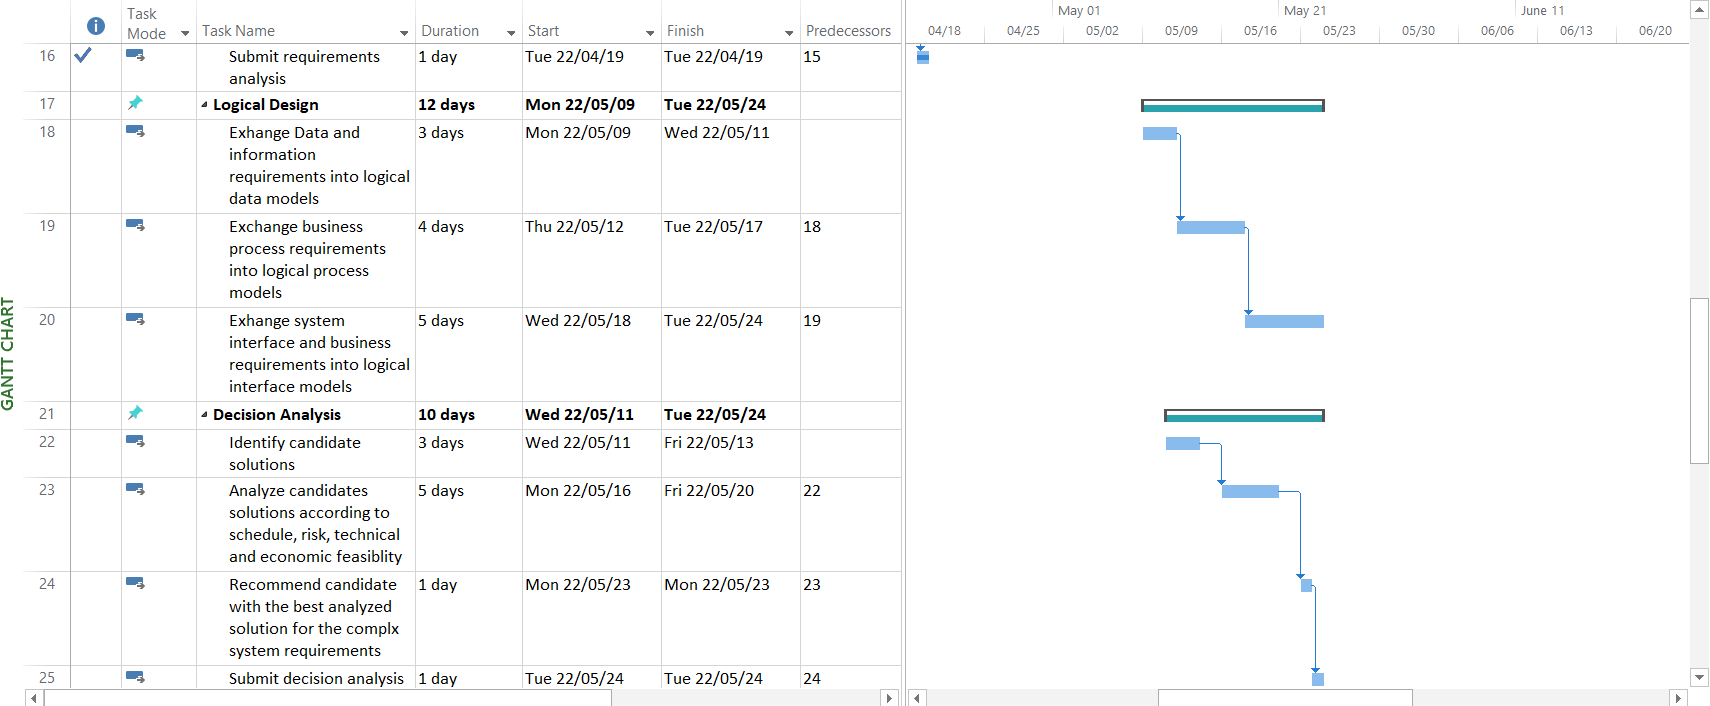 Task Mode Task Name Duration Start Finish Predecessors
May 01 May 21 June 11
04/18 04/25 05/02 05/09 05/16 05/23 05/30 06/06 06/13 06/20
GANTT CHART
16 Submit requirements 1 day Tue 22/04/19 Tue 22/04/19 15
analysis
17 Logical Design 12 days Mon 22/05/09 Tue 22/05/24
18 Exhange Data and 3 days Mon 22/05/09 Wed 22/05/11
information
requirements into logical
data models
19 Exchange business 4 days Thu 22/05/12 Tue 22/05/17 18
process requirements
into logical process
models
20 Exhange system 5 days Wed 22/05/18 Tue 22/05/24 19
interface and business
requirements into logical
interface models
21 Decision Analysis 10 days Wed 22/05/11 Tue 22/05/24
22 Identify candidate 3 days Wed 22/05/11 Fri 22/05/13
solutions
23 Analyze candidates 5 days Mon 22/05/16 Fri 22/05/20 22
solutions according to
schedule, risk, technical
and economic feasiblity
24 Recommend candidate 1 day Mon 22/05/23 Mon 22/05/23 23
with the best analyzed
solution for the complx
system requirements
25 Submit decision analysis 1 day Tue 22/05/24 Tue 22/05/24 24